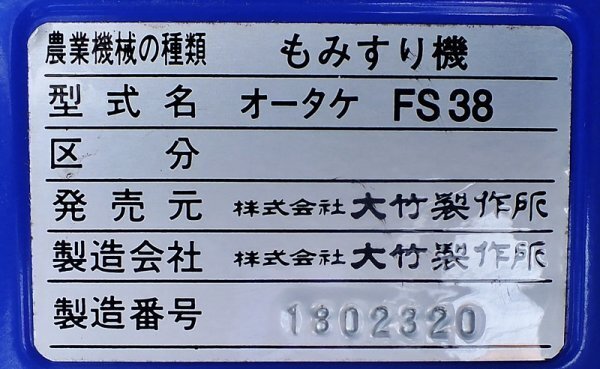 農業機械の種類 もみすり機
型式名 オータケ FS38
区分
発売元 株式会社 大竹製作所
製造会社 株式会社 大竹製作所
製造番号 1802320